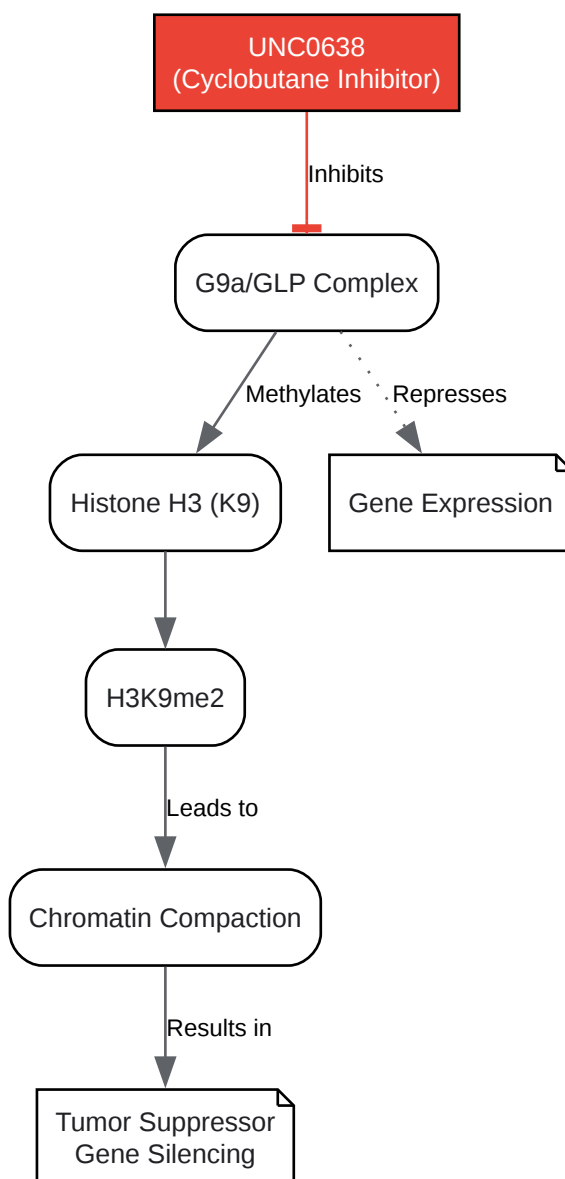 UNC0638
(Cyclobutane Inhibitor)
Inhibits
G9a/GLP Complex
Methylates
Represses
Histone H3 (K9)
Gene Expression
H3K9me2
Leads to
Chromatin Compaction
Results in
Tumor Suppressor
Gene Silencing